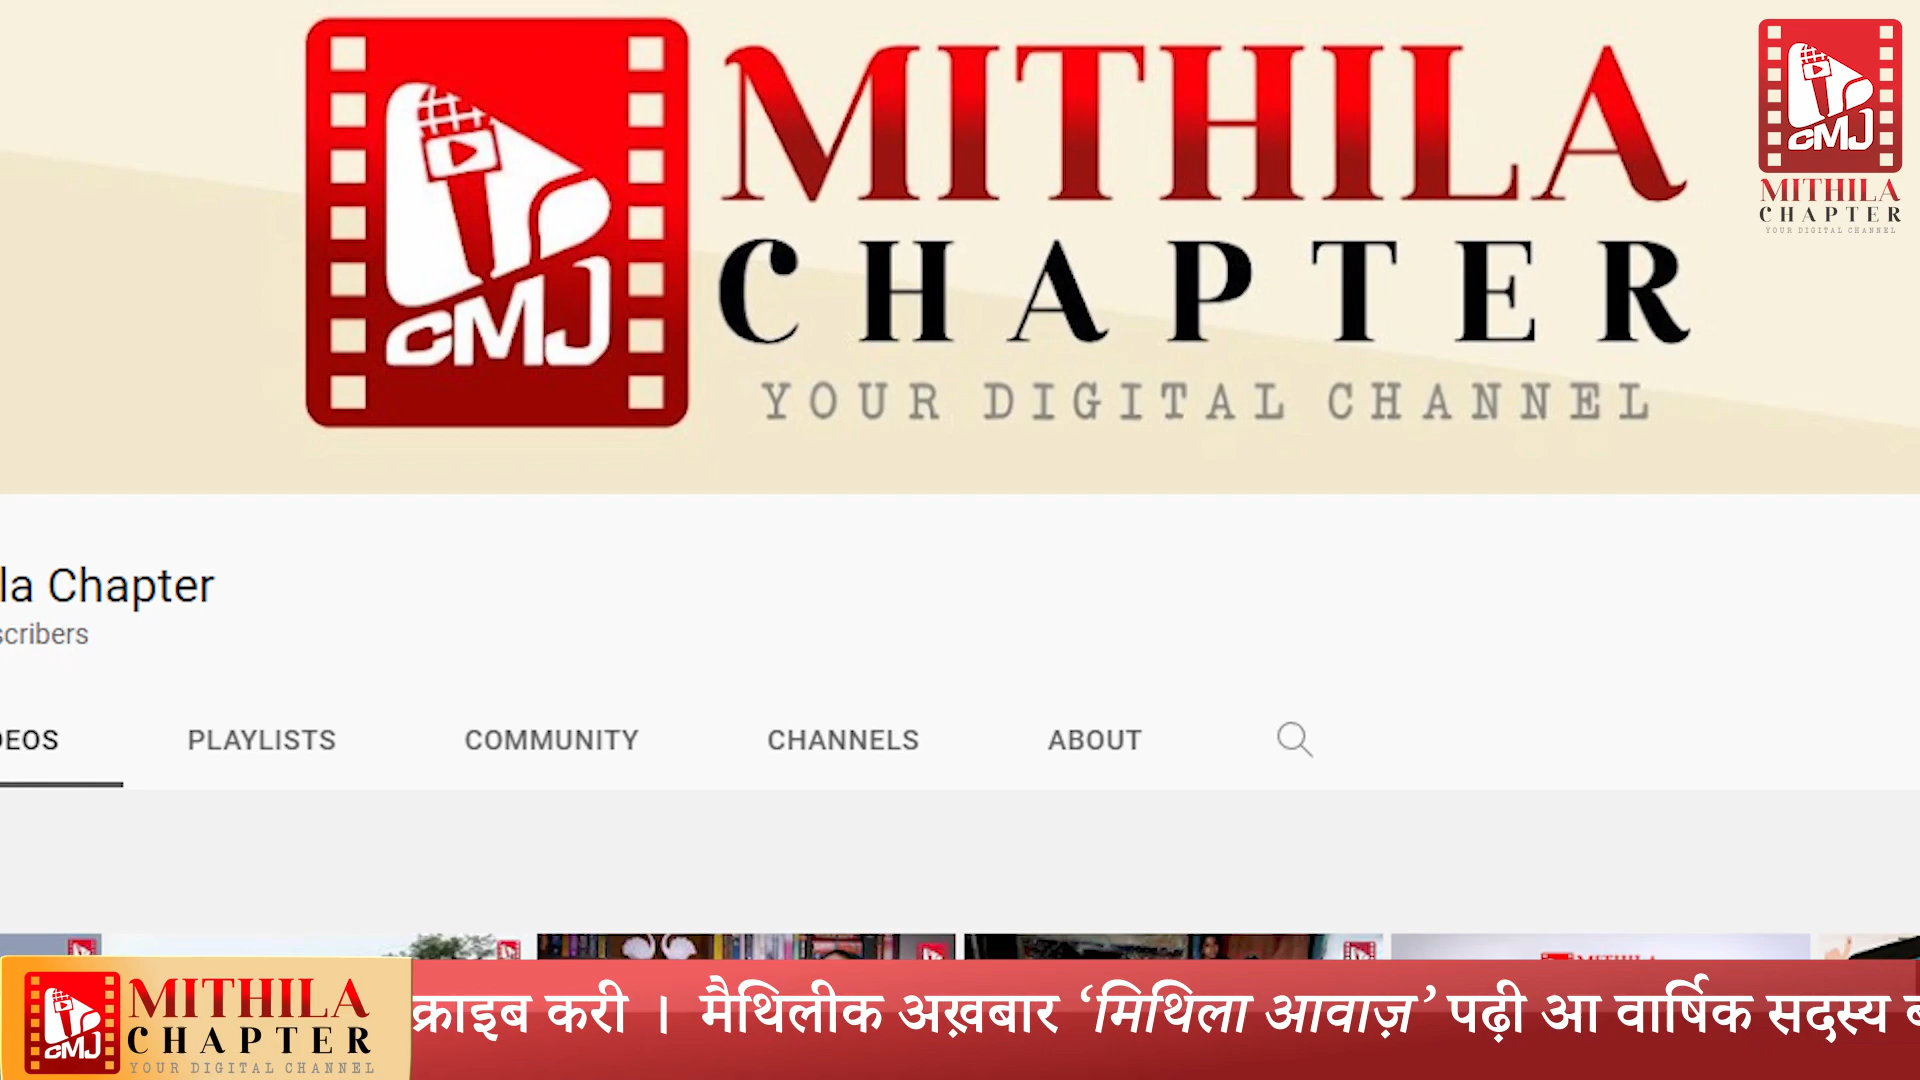 MITHILA
CHAPTER
YOUR DIGITAL CHANNEL
CMJ
CMJ
MITHILA
CHAPTER
YOUR DIGITAL CHANNEL
la Chapter
scribers
DEOS PLAYLISTS COMMUNITY CHANNELS ABOUT
CMJ
MITHILA
CHAPTER
YOUR DIGITAL CHANNEL
क्राइब करी । मैथिलीक अख़बार ‘मिथिला आवाज़’ पढ़ी आ वार्षिक सदस्य